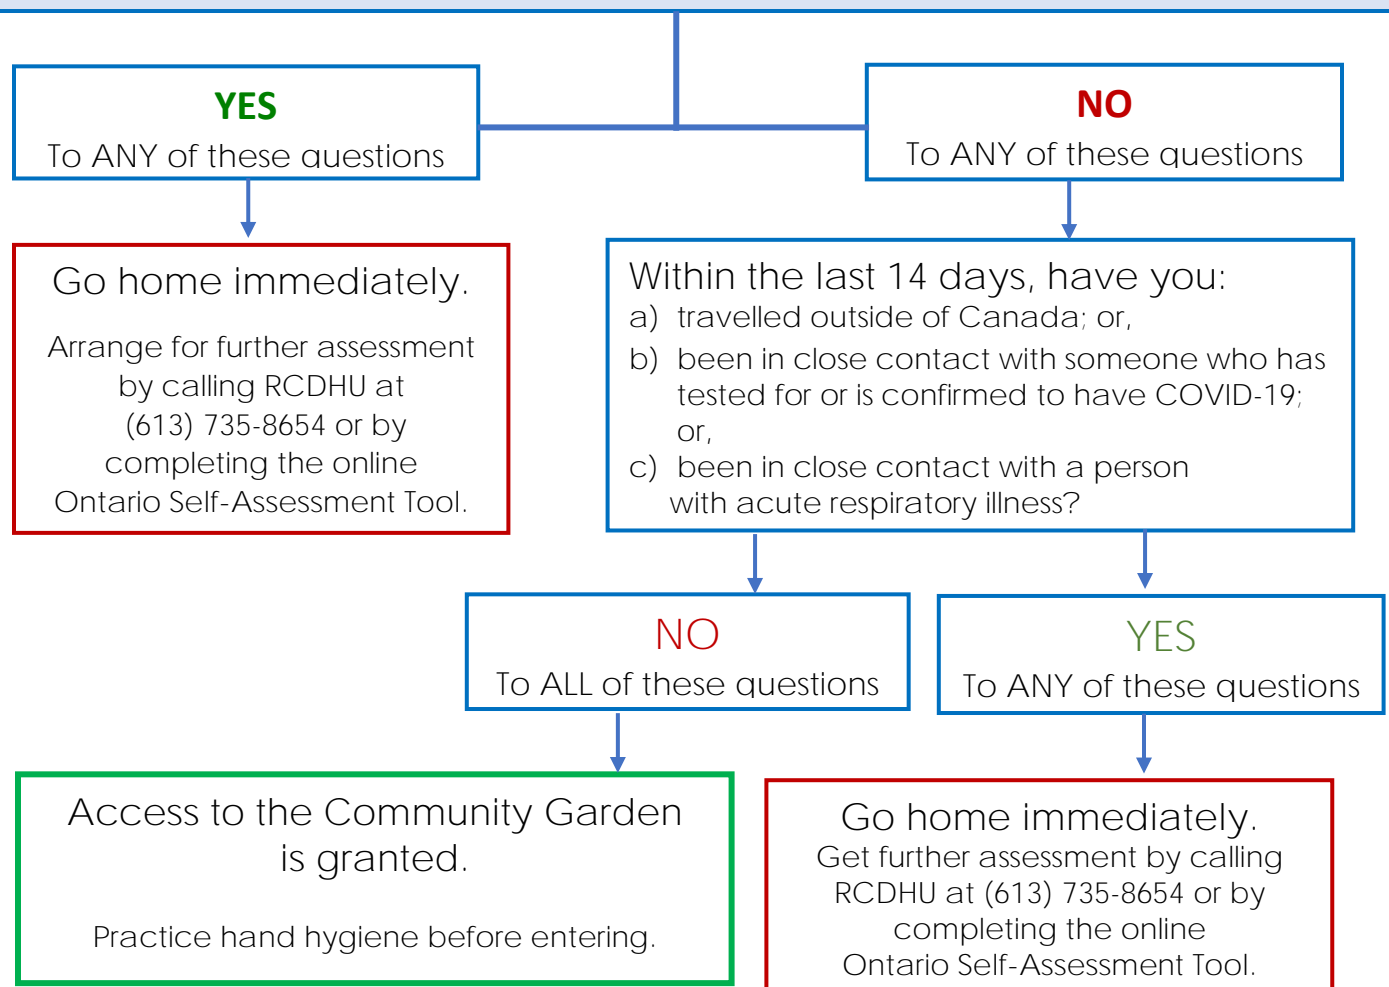 YES
To ANY of these questions
NO
To ANY of these questions
Go home immediately.
Arrange for further assessment
by calling RCDHU at
(613) 735-8654 or by
completing the online
Ontario Self-Assessment Tool.
Within the last 14 days, have you:
a) travelled outside of Canada; or,
b) been in close contact with someone who has
tested for or is confirmed to have COVID-19;
or,
c) been in close contact with a person
with acute respiratory illness?
NO
To ALL of these questions
YES
To ANY of these questions
Access to the Community Garden
is granted.
Practice hand hygiene before entering.
Go home immediately.
Get further assessment by calling
RCDHU at (613) 735-8654 or by
completing the online
Ontario Self-Assessment Tool.